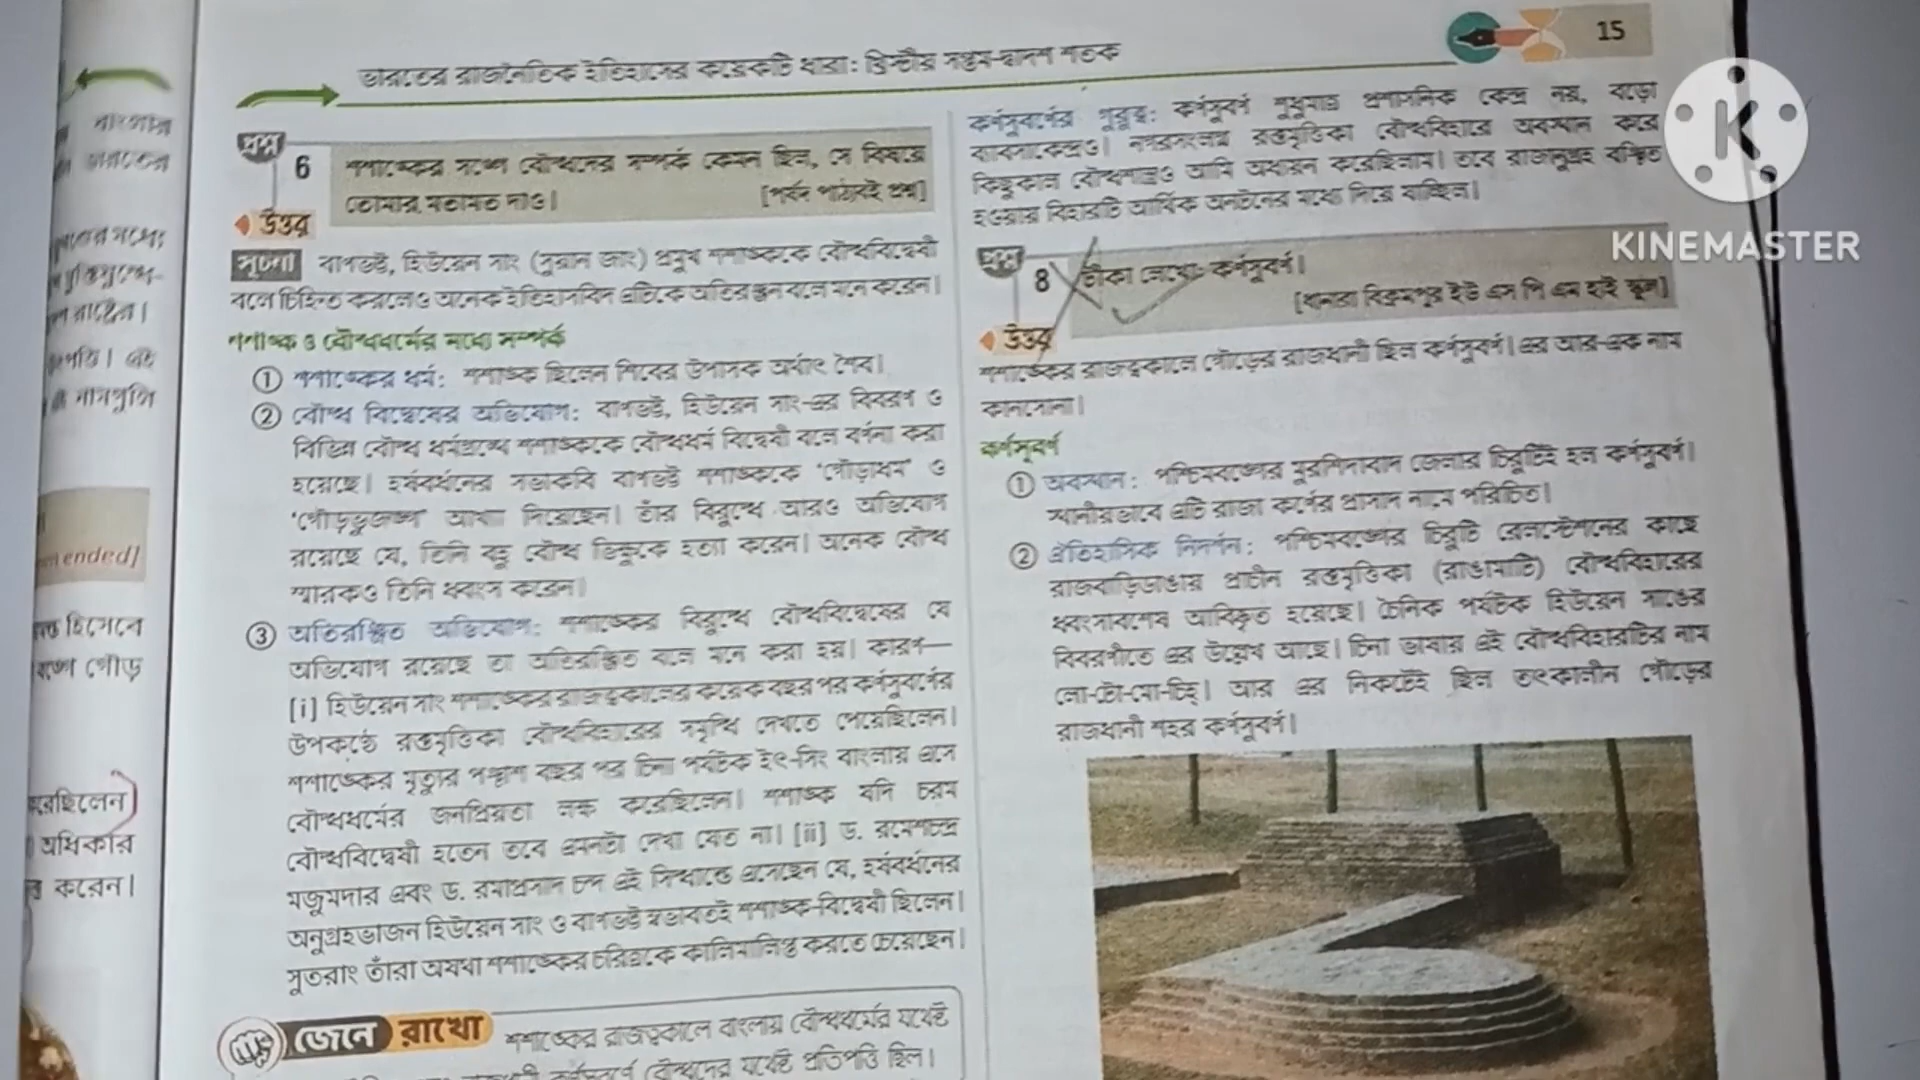 ভারতের রাজনৈতিক ইতিহাসের কয়েকটি ধারা: খ্রিস্টীয় সপ্তম-দ্বাদশ শতক
15
প্রশ্ন
6
শশাঙ্কের সঙ্গে বৌদ্ধদের সম্পর্ক কেমন ছিল, সে বিষয়ে
তোমার মতামত দাও। [পর্ষদ পাঠ্যবই প্রশ্ন]
উত্তর
সূচনা বাণভট্ট, হিউয়েন সাং (সুয়ান জাং) প্রমুখ শশাঙ্ককে বৌদ্ধবিদ্বেষী
বলে চিহ্নিত করলেও অনেক ইতিহাসবিদ এটিকে অতিরঞ্জন বলে মনে করেন।
শশাঙ্ক ও বৌদ্ধধর্মের মধ্যে সম্পর্ক
① শশাঙ্কের ধর্ম: শশাঙ্ক ছিলেন শিবের উপাসক অর্থাৎ শৈব।
② বৌদ্ধ বিদ্বেষের অভিযোগ: বাণভট্ট, হিউয়েন সাং-এর বিবরণ ও
বিভিন্ন বৌদ্ধ ধর্মগ্রন্থে শশাঙ্ককে বৌদ্ধধর্ম বিদ্বেষী বলে বর্ণনা করা
হয়েছে। হর্ষবর্ধনের সভাকবি বাণভট্ট শশাঙ্ককে 'গৌড়াধম' ও
'গৌড়ভুজঙ্গ' আখ্যা দিয়েছেন। তাঁর বিরুদ্ধে আরও অভিযোগ
রয়েছে যে, তিনি বহু বৌদ্ধ ভিক্ষুকে হত্যা করেন। অনেক বৌদ্ধ
স্মারকও তিনি ধ্বংস করেন।
③ অতিরঞ্জিত অভিযোগ: শশাঙ্কের বিরুদ্ধে বৌদ্ধবিদ্বেষের যে
অভিযোগ রয়েছে তা অতিরঞ্জিত বলে মনে করা হয়। কারণ—
[i] হিউয়েন সাং শশাঙ্কের রাজত্বকালের কয়েক বছর পর কর্ণসুবর্ণের
উপকণ্ঠে রক্তমৃত্তিকা বৌদ্ধবিহারের সমৃদ্ধি দেখতে পেয়েছিলেন।
শশাঙ্কের মৃত্যুর পঞ্চাশ বছর পর চিনা পর্যটক ইৎ-সিং বাংলায় এসে
বৌদ্ধধর্মের জনপ্রিয়তা লক্ষ করেছিলেন। শশাঙ্ক যদি চরম
বৌদ্ধবিদ্বেষী হতেন তবে এমনটা দেখা যেত না। [ii] ড. রমেশচন্দ্র
মজুমদার এবং ড. রমাপ্রসাদ চন্দ এই সিদ্ধান্তে এসেছেন যে, হর্ষবর্ধনের
অনুগ্রহভাজন হিউয়েন সাং ও বাণভট্ট স্বভাবতই শশাঙ্ক-বিদ্বেষী ছিলেন।
সুতরাং তাঁরা অযথা শশাঙ্কের চরিত্রকে কালিমালিপ্ত করতে চেয়েছেন।
জেনে রাখো শশাঙ্কের রাজত্বকালে বাংলায় বৌদ্ধধর্মের যথেষ্ট
বৌদ্ধদের যথেষ্ট প্রতিপত্তি ছিল।
কর্ণসুবর্ণের গুরুত্ব: কর্ণসুবর্ণ শুধুমাত্র প্রশাসনিক কেন্দ্র নয়, বড়ো
ব্যাবসাকেন্দ্রও। নগরসংলগ্ন রক্তমৃত্তিকা বৌদ্ধবিহারে অবস্থান করে
কিছুকাল বৌদ্ধশাস্ত্রও আমি অধ্যয়ন করেছিলাম। তবে রাজানুগ্রহ বঞ্চিত
হওয়ায় বিহারটি আর্থিক অনটনের মধ্যে দিয়ে যাচ্ছিল।
প্রশ্ন
8
টীকা লেখো: কর্ণসুবর্ণ।
উত্তর
শশাঙ্কের রাজত্বকালে গৌড়ের রাজধানী ছিল কর্ণসুবর্ণ। এর আর-এক নাম
কানসোনা।
কর্ণসুবর্ণ
① অবস্থান: পশ্চিমবঙ্গের মুরশিদাবাদ জেলার চিরুটিই হল কর্ণসুবর্ণ।
স্থানীয়ভাবে এটি রাজা কর্ণের প্রাসাদ নামে পরিচিত।
② ঐতিহাসিক নিদর্শন: পশ্চিমবঙ্গের চিরুটি রেলস্টেশনের কাছে
রাজবাড়িডাঙায় প্রাচীন রক্তমৃত্তিকা (রাঙামাটি) বৌদ্ধবিহারের
ধ্বংসাবশেষ আবিষ্কৃত হয়েছে। চৈনিক পর্যটক হিউয়েন সাঙের
বিবরণীতে এর উল্লেখ আছে। চিনা ভাষায় এই বৌদ্ধবিহারটির নাম
লো-টো-মো-চিহ্। আর এর নিকটেই ছিল তৎকালীন গৌড়ের
রাজধানী শহর কর্ণসুবর্ণ।
KINEMASTER